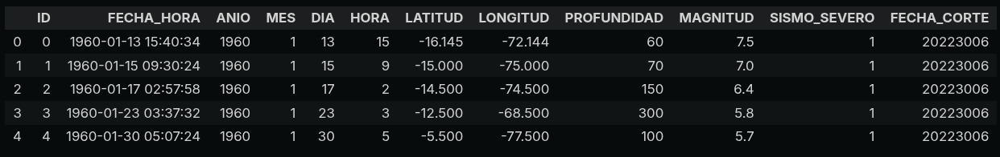 ID FECHA_HORA ANIO MES DIA HORA LATITUD LONGITUD PROFUNDIDAD MAGNITUD SISMO_SEVERO FECHA_CORTE
0 0 1960-01-13 15:40:34 1960 1 13 15 -16.145 -72.144 60 7.5 1 20223006
1 1 1960-01-15 09:30:24 1960 1 15 9 -15.000 -75.000 70 7.0 1 20223006
2 2 1960-01-17 02:57:58 1960 1 17 2 -14.500 -74.500 150 6.4 1 20223006
3 3 1960-01-23 03:37:32 1960 1 23 3 -12.500 -68.500 300 5.8 1 20223006
4 4 1960-01-30 05:07:24 1960 1 30 5 -5.500 -77.500 100 5.7 1 20223006